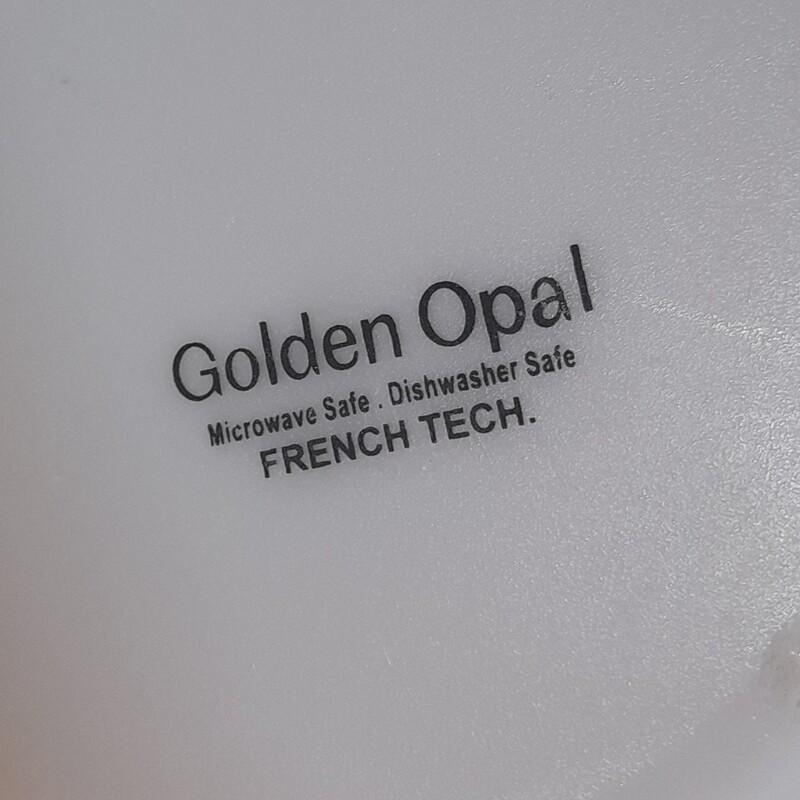 Golden Opal
Microwave Safe . Dishwasher Safe
FRENCH TECH.